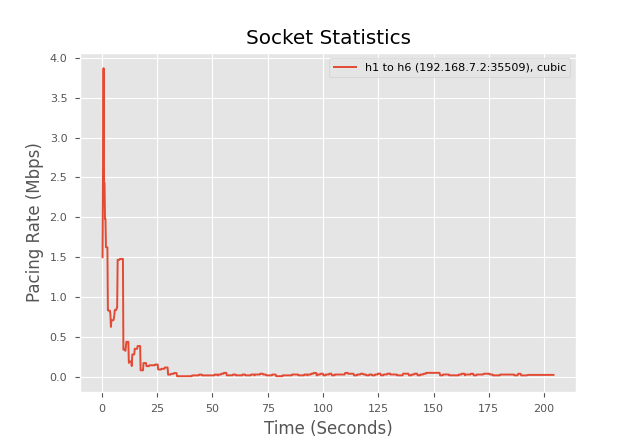 Socket Statistics
h1 to h6 (192.168.7.2:35509), cubic
Pacing Rate (Mbps)
4.0
3.5
3.0
2.5
2.0
1.5
1.0
0.5
0.0
0 25 50 75 100 125 150 175 200
Time (Seconds)